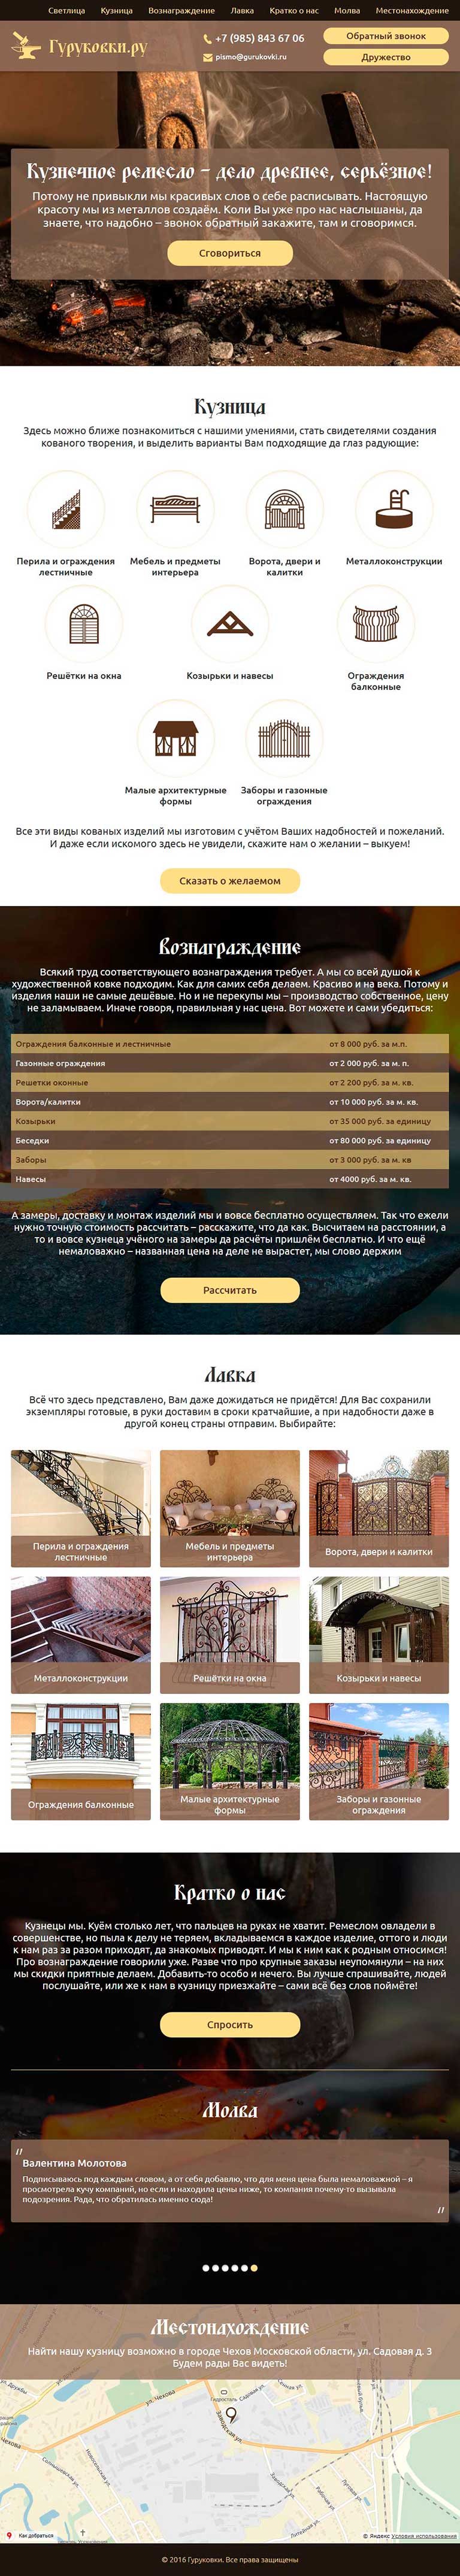 Светлица Кузница Вознаграждение Лавка Кратко о нас Молва Местонахождение
Гуруковки.ру
+7 (985) 843 67 06
pismo@gurukovki.ru
Обратный звонок
Дружество
Кузнечное ремесло – дело древнее, серьёзное!
Потому не привыкли мы красивых слов о себе расписывать. Настоящую
красоту мы из металлов создаём. Коли Вы уже про нас наслышаны, да
знаете, что надобно – звонок обратный закажите, там и сговоримся.
Сговориться
Кузница
Здесь можно ближе познакомиться с нашими умениями, стать свидетелями создания
кованого творения, и выделить варианты Вам подходящие да глаз радующие:
Перила и ограждения
лестничные
Мебель и предметы
интерьера
Ворота, двери и
калитки
Металлоконструкции
Решётки на окна
Козырьки и навесы
Ограждения
балконные
Малые архитектурные
формы
Заборы и газонные
ограждения
Все эти виды кованых изделий мы изготовим с учётом Ваших надобностей и пожеланий.
И даже если искомого здесь не увидели, скажите нам о желании – выкуем!
Сказать о желаемом
Вознаграждение
Всякий труд соответствующего вознаграждения требует. А мы со всей душой к
художественной ковке подходим. Как для самих себя делаем. Красиво и на века. Потому и
изделия наши не самые дешёвые. Но и не перекупы мы – производство собственное, цену
не заламываем. Иначе говоря, правильная у нас цена. Вот можете и сами убедиться:
Ограждения балконные и лестничные от 8 000 руб. за м.п.
Газонные ограждения от 2 000 руб. за м. п.
Решетки оконные от 2 200 руб. за м. кв.
Ворота/калитки от 10 000 руб. за м. кв.
Козырьки от 35 000 руб. за единицу
Беседки от 80 000 руб. за единицу
Заборы от 3 000 руб. за м. кв
Навесы от 4000 руб. за м. кв.
А замеры, доставку и монтаж изделий мы и вовсе бесплатно осуществляем. Так что ежели
нужно точную стоимость рассчитать – расскажите, что да как. Высчитаем на расстоянии, а
то и вовсе кузнеца учёного на замеры да расчёты пришлём бесплатно. И что ещё
немаловажно – названная цена на деле не вырастет, мы слово держим
Рассчитать
Лавка
Всё что здесь представлено, Вам даже дожидаться не придётся! Для Вас сохранили
экземпляры готовые, в руки доставим в сроки кратчайшие, а при надобности даже в
другой конец страны отправим. Выбирайте:
Перила и ограждения
лестничные
Мебель и предметы
интерьера
Ворота, двери и калитки
Металлоконструкции
Решётки на окна
Козырьки и навесы
Ограждения балконные
Малые архитектурные
формы
Заборы и газонные
ограждения
Кратко о нас
Кузнецы мы. Куём столько лет, что пальцев на руках не хватит. Ремеслом овладели в
совершенстве, но пыла к делу не теряем, вкладываемся в каждое изделие, оттого и люди
к нам раз за разом приходят, да знакомых приводят. И мы к ним как к родным относимся!
Про вознаграждение говорили уже. Разве что про крупные заказы неупомянули – на них
мы скидки приятные делаем. Добавить-то особо и нечего. Вы лучше спрашивайте, людей
послушайте, или же к нам в кузницу приезжайте – сами всё без слов поймёте!
Спросить
Молва
Валентина Молотова
Подписываюсь под каждым словом, а от себя добавлю, что для меня цена была немаловажной – я
просмотрела кучу компаний, но если и находила цены ниже, то компания почему-то вызывала
подозрения. Рада, что обратилась именно сюда!
Местонахождение
Найти нашу кузницу возможно в городе Чехов Московской области, ул. Садовая д. 3
Будем рады Вас видеть!
ул. Чехова
Гидросталь
Садовая ул.
Заводская ул.
Чехова
Литейная ул.
Как добраться
© Яндекс Условия использования
© 2016 Гуруковки. Все права защищены